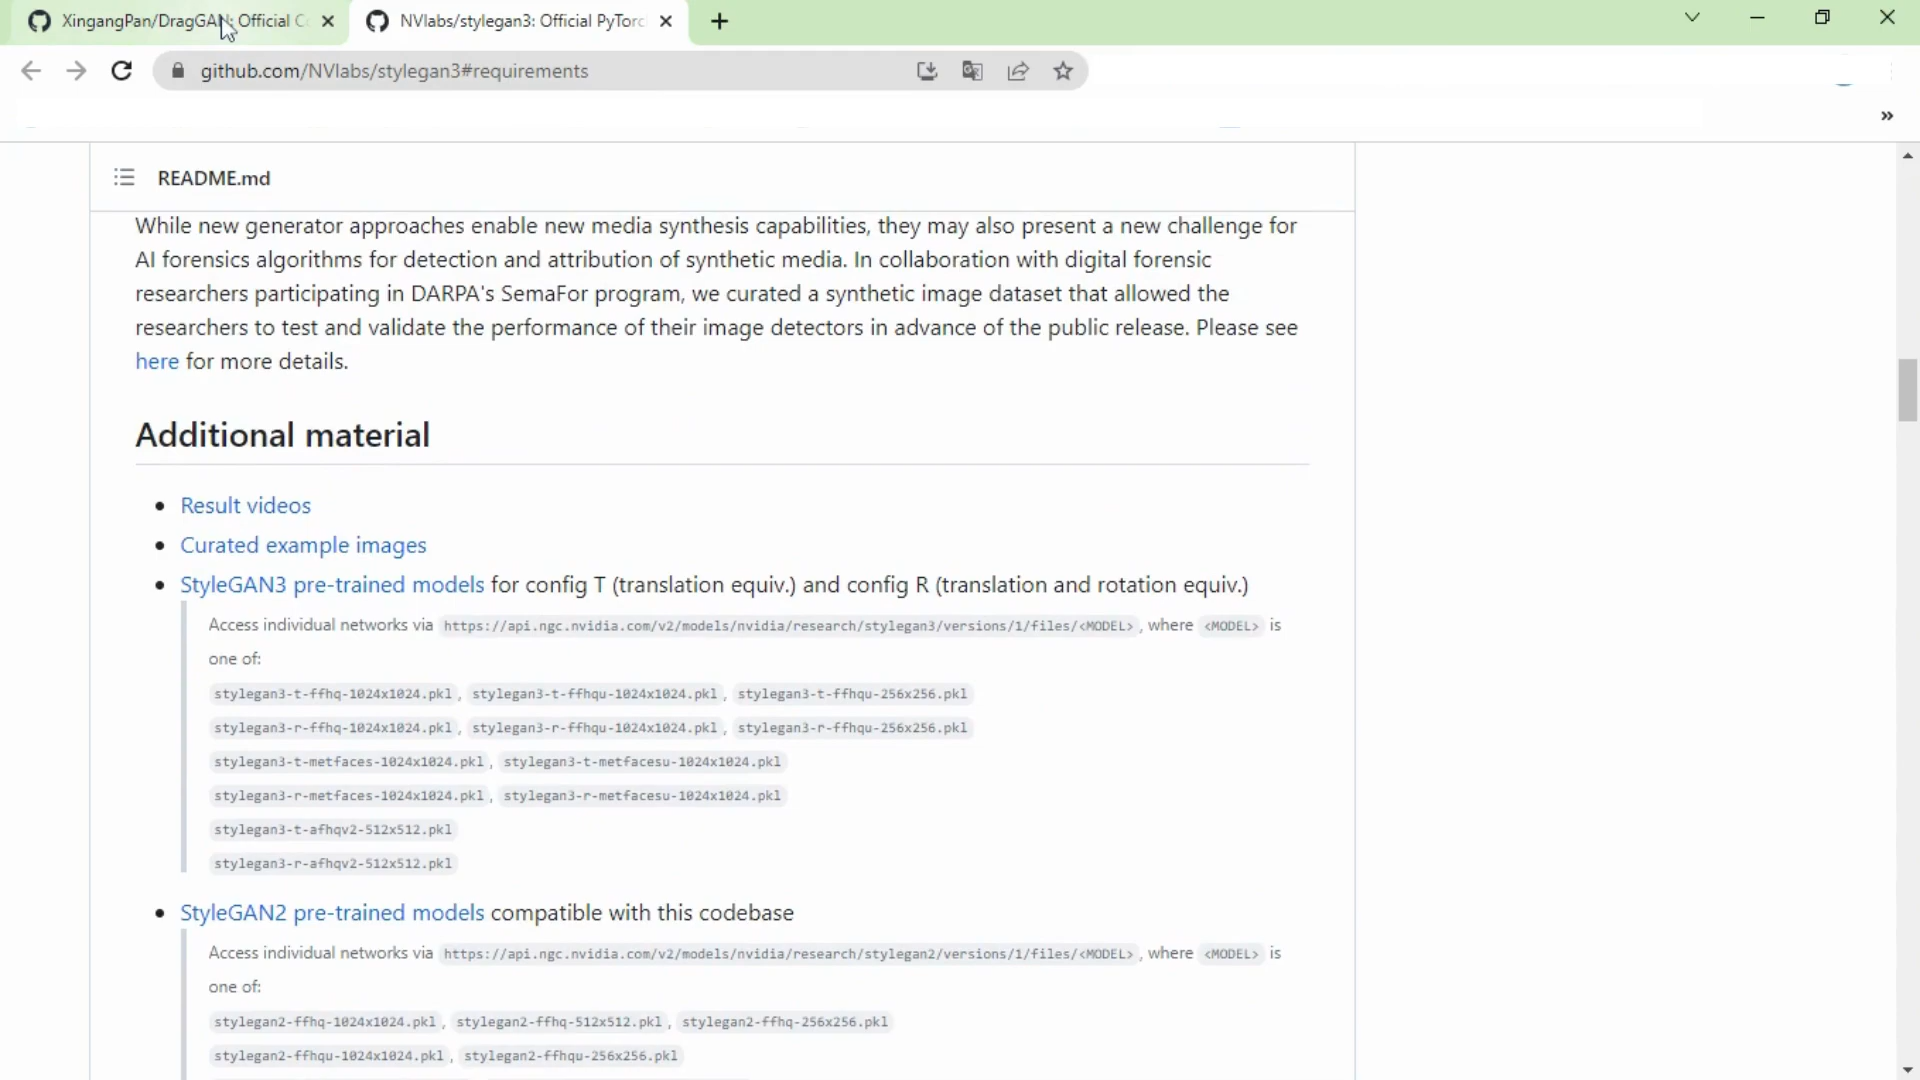 XingangPan/DragGAN: Official C
NVlabs/stylegan3: Official PyTorc
github.com/NVlabs/stylegan3#requirements
README.md
While new generator approaches enable new media synthesis capabilities, they may also present a new challenge for
AI forensics algorithms for detection and attribution of synthetic media. In collaboration with digital forensic
researchers participating in DARPA's SemaFor program, we curated a synthetic image dataset that allowed the
researchers to test and validate the performance of their image detectors in advance of the public release. Please see
here for more details.
Additional material
• Result videos
• Curated example images
• StyleGAN3 pre-trained models for config T (translation equiv.) and config R (translation and rotation equiv.)
Access individual networks via https://api.ngc.nvidia.com/v2/models/nvidia/research/stylegan3/versions/1/files/<MODEL>, where <MODEL> is
one of:
stylegan3-t-ffhq-1024x1024.pkl, stylegan3-t-ffhqu-1024x1024.pkl, stylegan3-t-ffhqu-256x256.pkl
stylegan3-r-ffhq-1024x1024.pkl, stylegan3-r-ffhqu-1024x1024.pkl, stylegan3-r-ffhqu-256x256.pkl
stylegan3-t-metfaces-1024x1024.pkl, stylegan3-t-metfacesu-1024x1024.pkl
stylegan3-r-metfaces-1024x1024.pkl, stylegan3-r-metfacesu-1024x1024.pkl
stylegan3-t-afhqv2-512x512.pkl
stylegan3-r-afhqv2-512x512.pkl
• StyleGAN2 pre-trained models compatible with this codebase
Access individual networks via https://api.ngc.nvidia.com/v2/models/nvidia/research/stylegan2/versions/1/files/<MODEL>, where <MODEL> is
one of:
stylegan2-ffhq-1024x1024.pkl, stylegan2-ffhq-512x512.pkl, stylegan2-ffhq-256x256.pkl
stylegan2-ffhqu-1024x1024.pkl, stylegan2-ffhqu-256x256.pkl